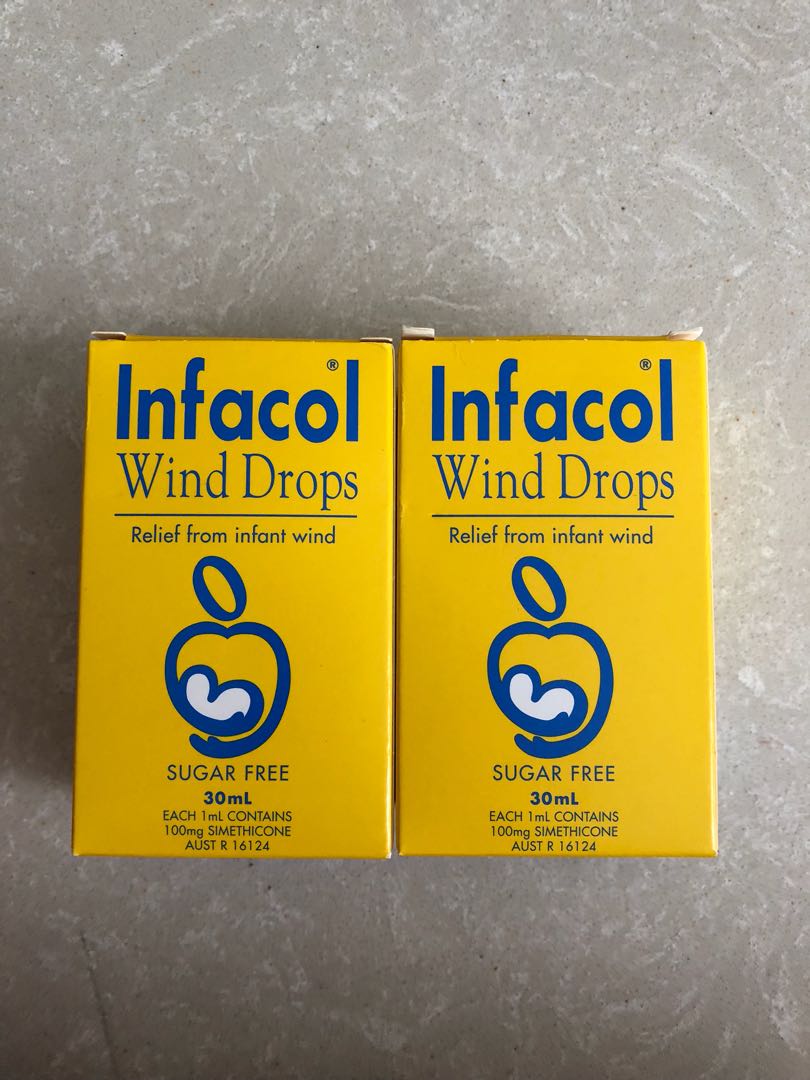 Infacol®
Wind Drops
Relief from infant wind
SUGAR FREE
30mL
EACH 1mL CONTAINS
100mg SIMETHICONE
AUST R 16124
Infacol®
Wind Drops
Relief from infant wind
SUGAR FREE
30mL
EACH 1mL CONTAINS
100mg SIMETHICONE
AUST R 16124